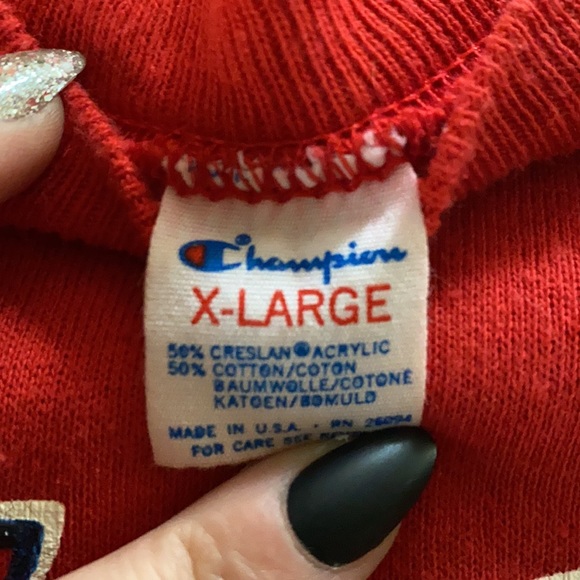 Champion®
X-LARGE
50% CRESLAN® ACRYLIC
50% COTTON/COTON
BAUMWOLLE/COTONE
KATOEN/BOMULD
MADE IN U.S.A. · RN 26094
FOR CARE SEE